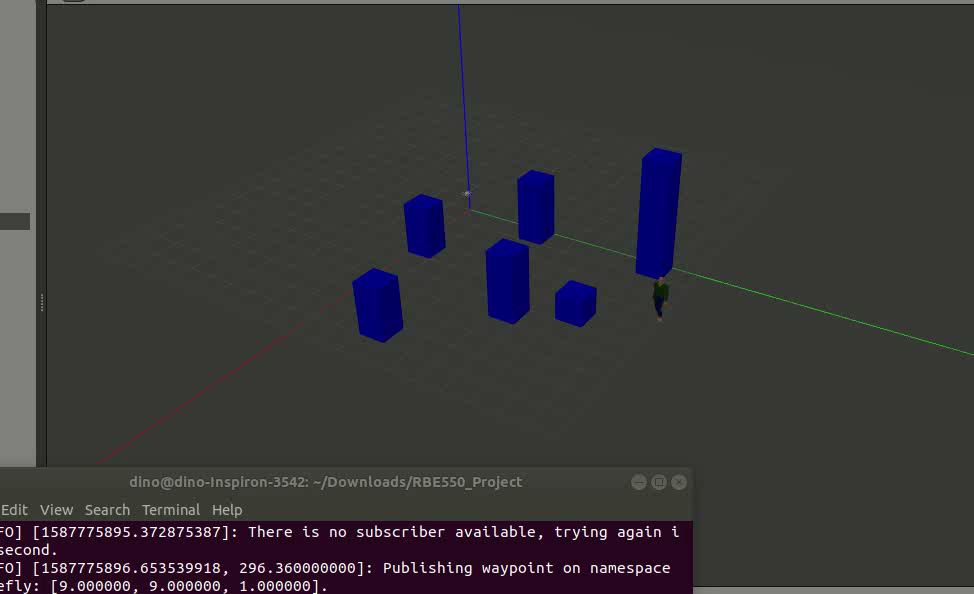 dino@dino-Inspiron-3542: ~/Downloads/RBE550_Project
Edit View Search Terminal Help
FO] [1587775895.372875387]: There is no subscriber available, trying again i
second.
FO] [1587775896.653539918, 296.360000000]: Publishing waypoint on namespace
efly: [9.000000, 9.000000, 1.000000].